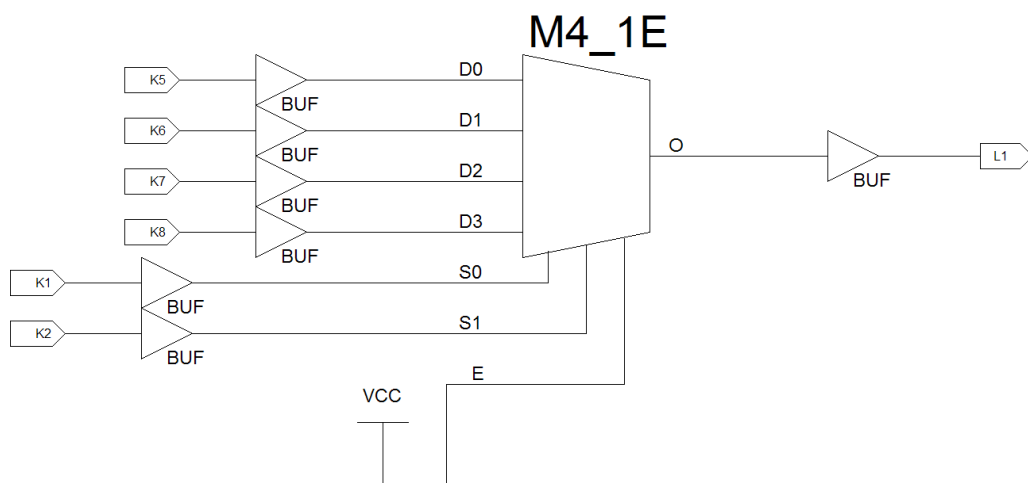 M4_1E
K5
BUF
D0
K6
BUF
D1
O
BUF
L1
K7
BUF
D2
K8
BUF
D3
K1
BUF
S0
K2
BUF
S1
E
VCC